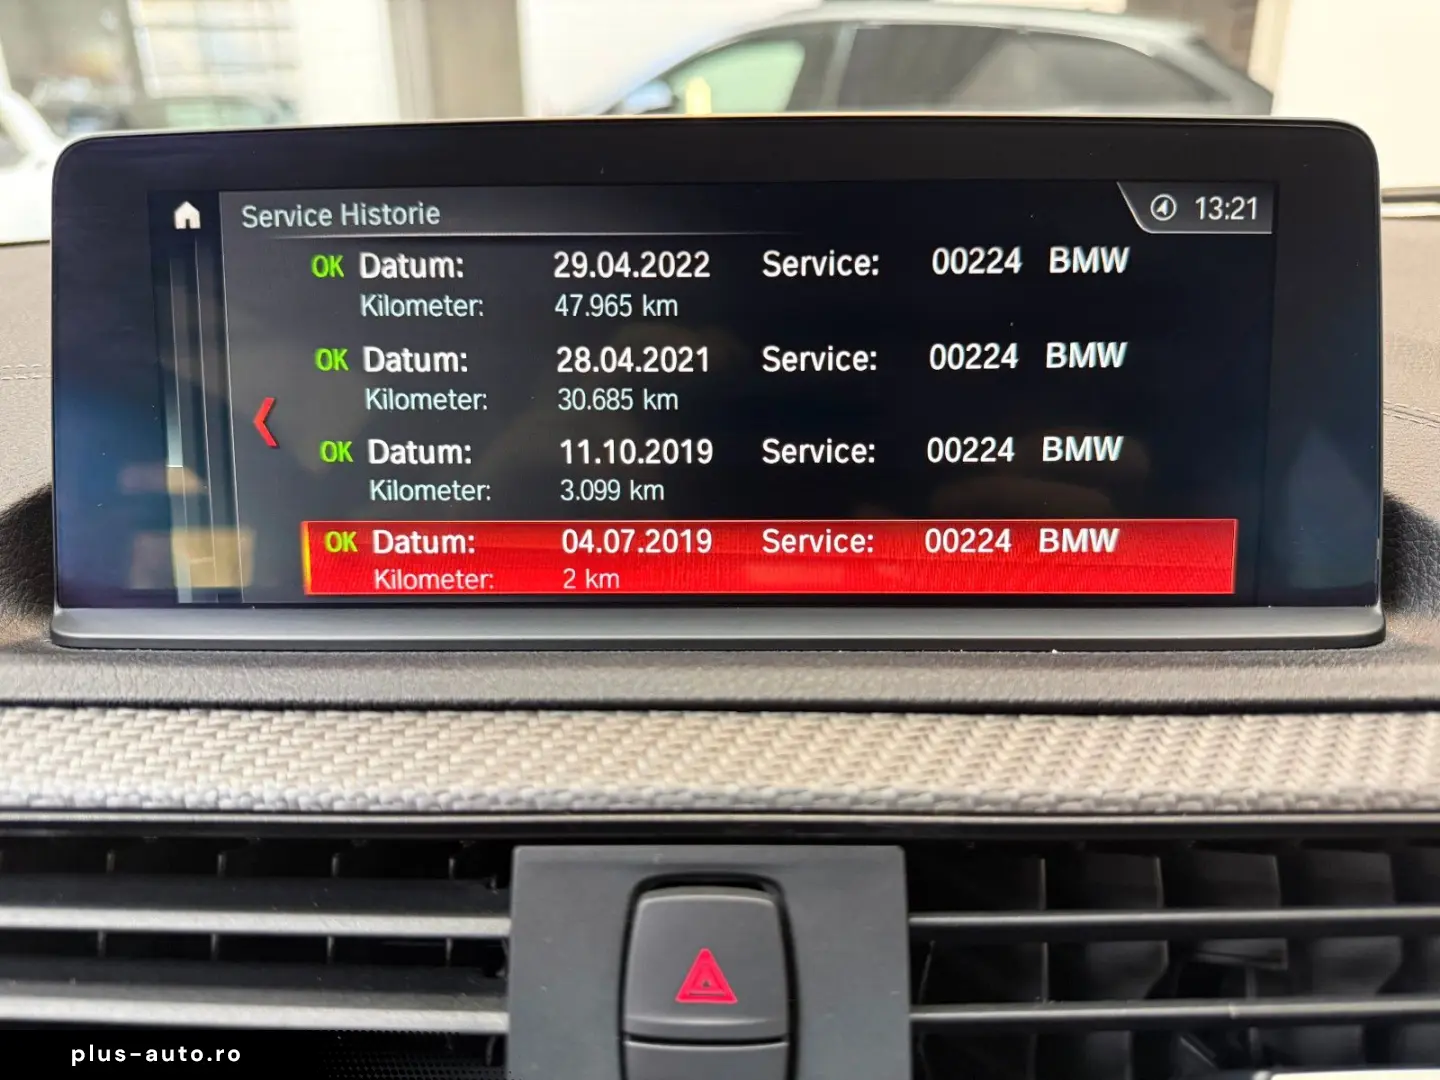 Service Historie
13:21
OK Datum: 29.04.2022 Service: 00224 BMW
Kilometer: 47.965 km
OK Datum: 28.04.2021 Service: 00224 BMW
Kilometer: 30.685 km
OK Datum: 11.10.2019 Service: 00224 BMW
Kilometer: 3.099 km
OK Datum: 04.07.2019 Service: 00224 BMW
Kilometer: 2 km
plus-auto.ro